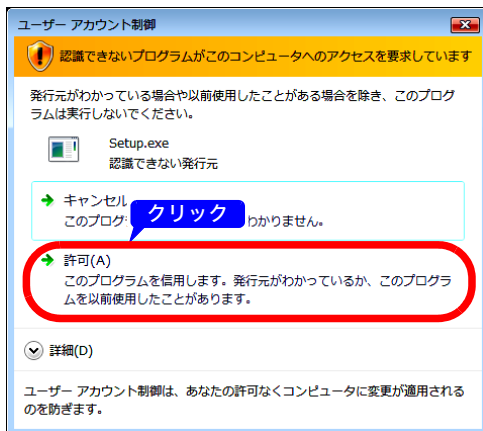 ユーザー アカウント制御
認識できないプログラムがこのコンピュータへのアクセスを要求しています
発行元がわかっている場合や以前使用したことがある場合を除き、このプログ
ラムは実行しないでください。
Setup.exe
認識できない発行元
キャンセル
クリック
このプログ わかりません。
許可(A)
このプログラムを信用します。発行元がわかっているか、このプログラ
ムを以前使用したことがあります。
詳細(D)
ユーザー アカウント制御は、あなたの許可なくコンピュータに変更が適用される
のを防ぎます。